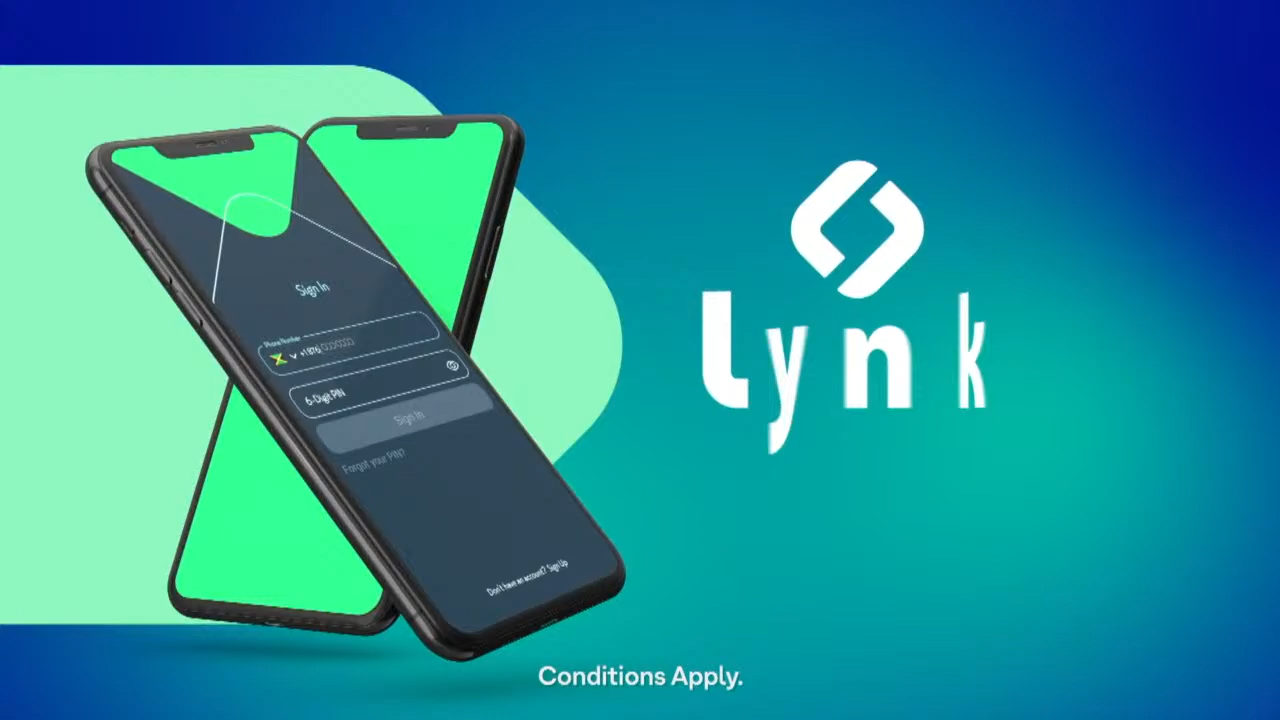 Sign In
Phone Number
+1876 0000000
6-Digit PIN
Sign In
Forgot your PIN?
Don't have an account? Sign Up
Lynk
Conditions Apply.